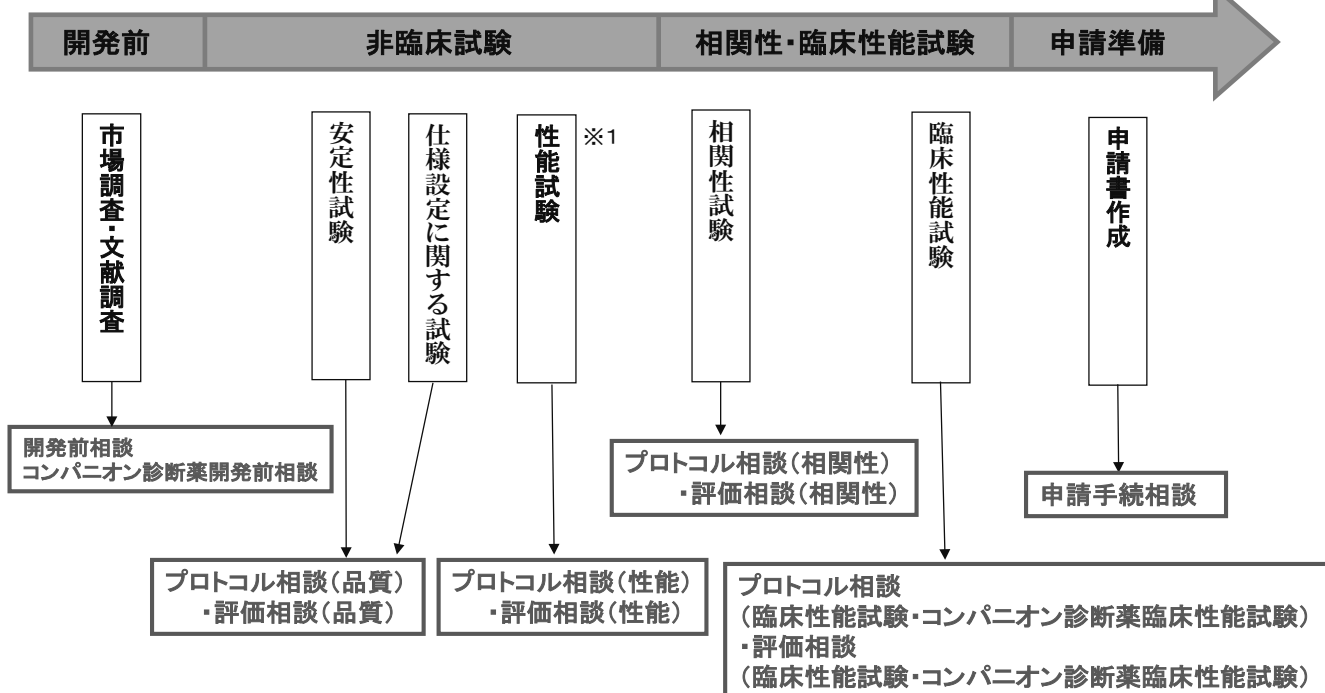 開発前
非臨床試験
相関性・臨床性能試験
申請準備
市場調査・文献調査
安定性試験
仕様設定に関する試験
性能試験
※1
相関性試験
臨床性能試験
申請書作成
開発前相談
コンパニオン診断薬開発前相談
プロトコル相談(品質)
・評価相談(品質)
プロトコル相談(性能)
・評価相談(性能)
プロトコル相談(相関性)
・評価相談(相関性)
プロトコル相談
(臨床性能試験・コンパニオン診断薬臨床性能試験)
・評価相談
(臨床性能試験・コンパニオン診断薬臨床性能試験)
申請手続相談